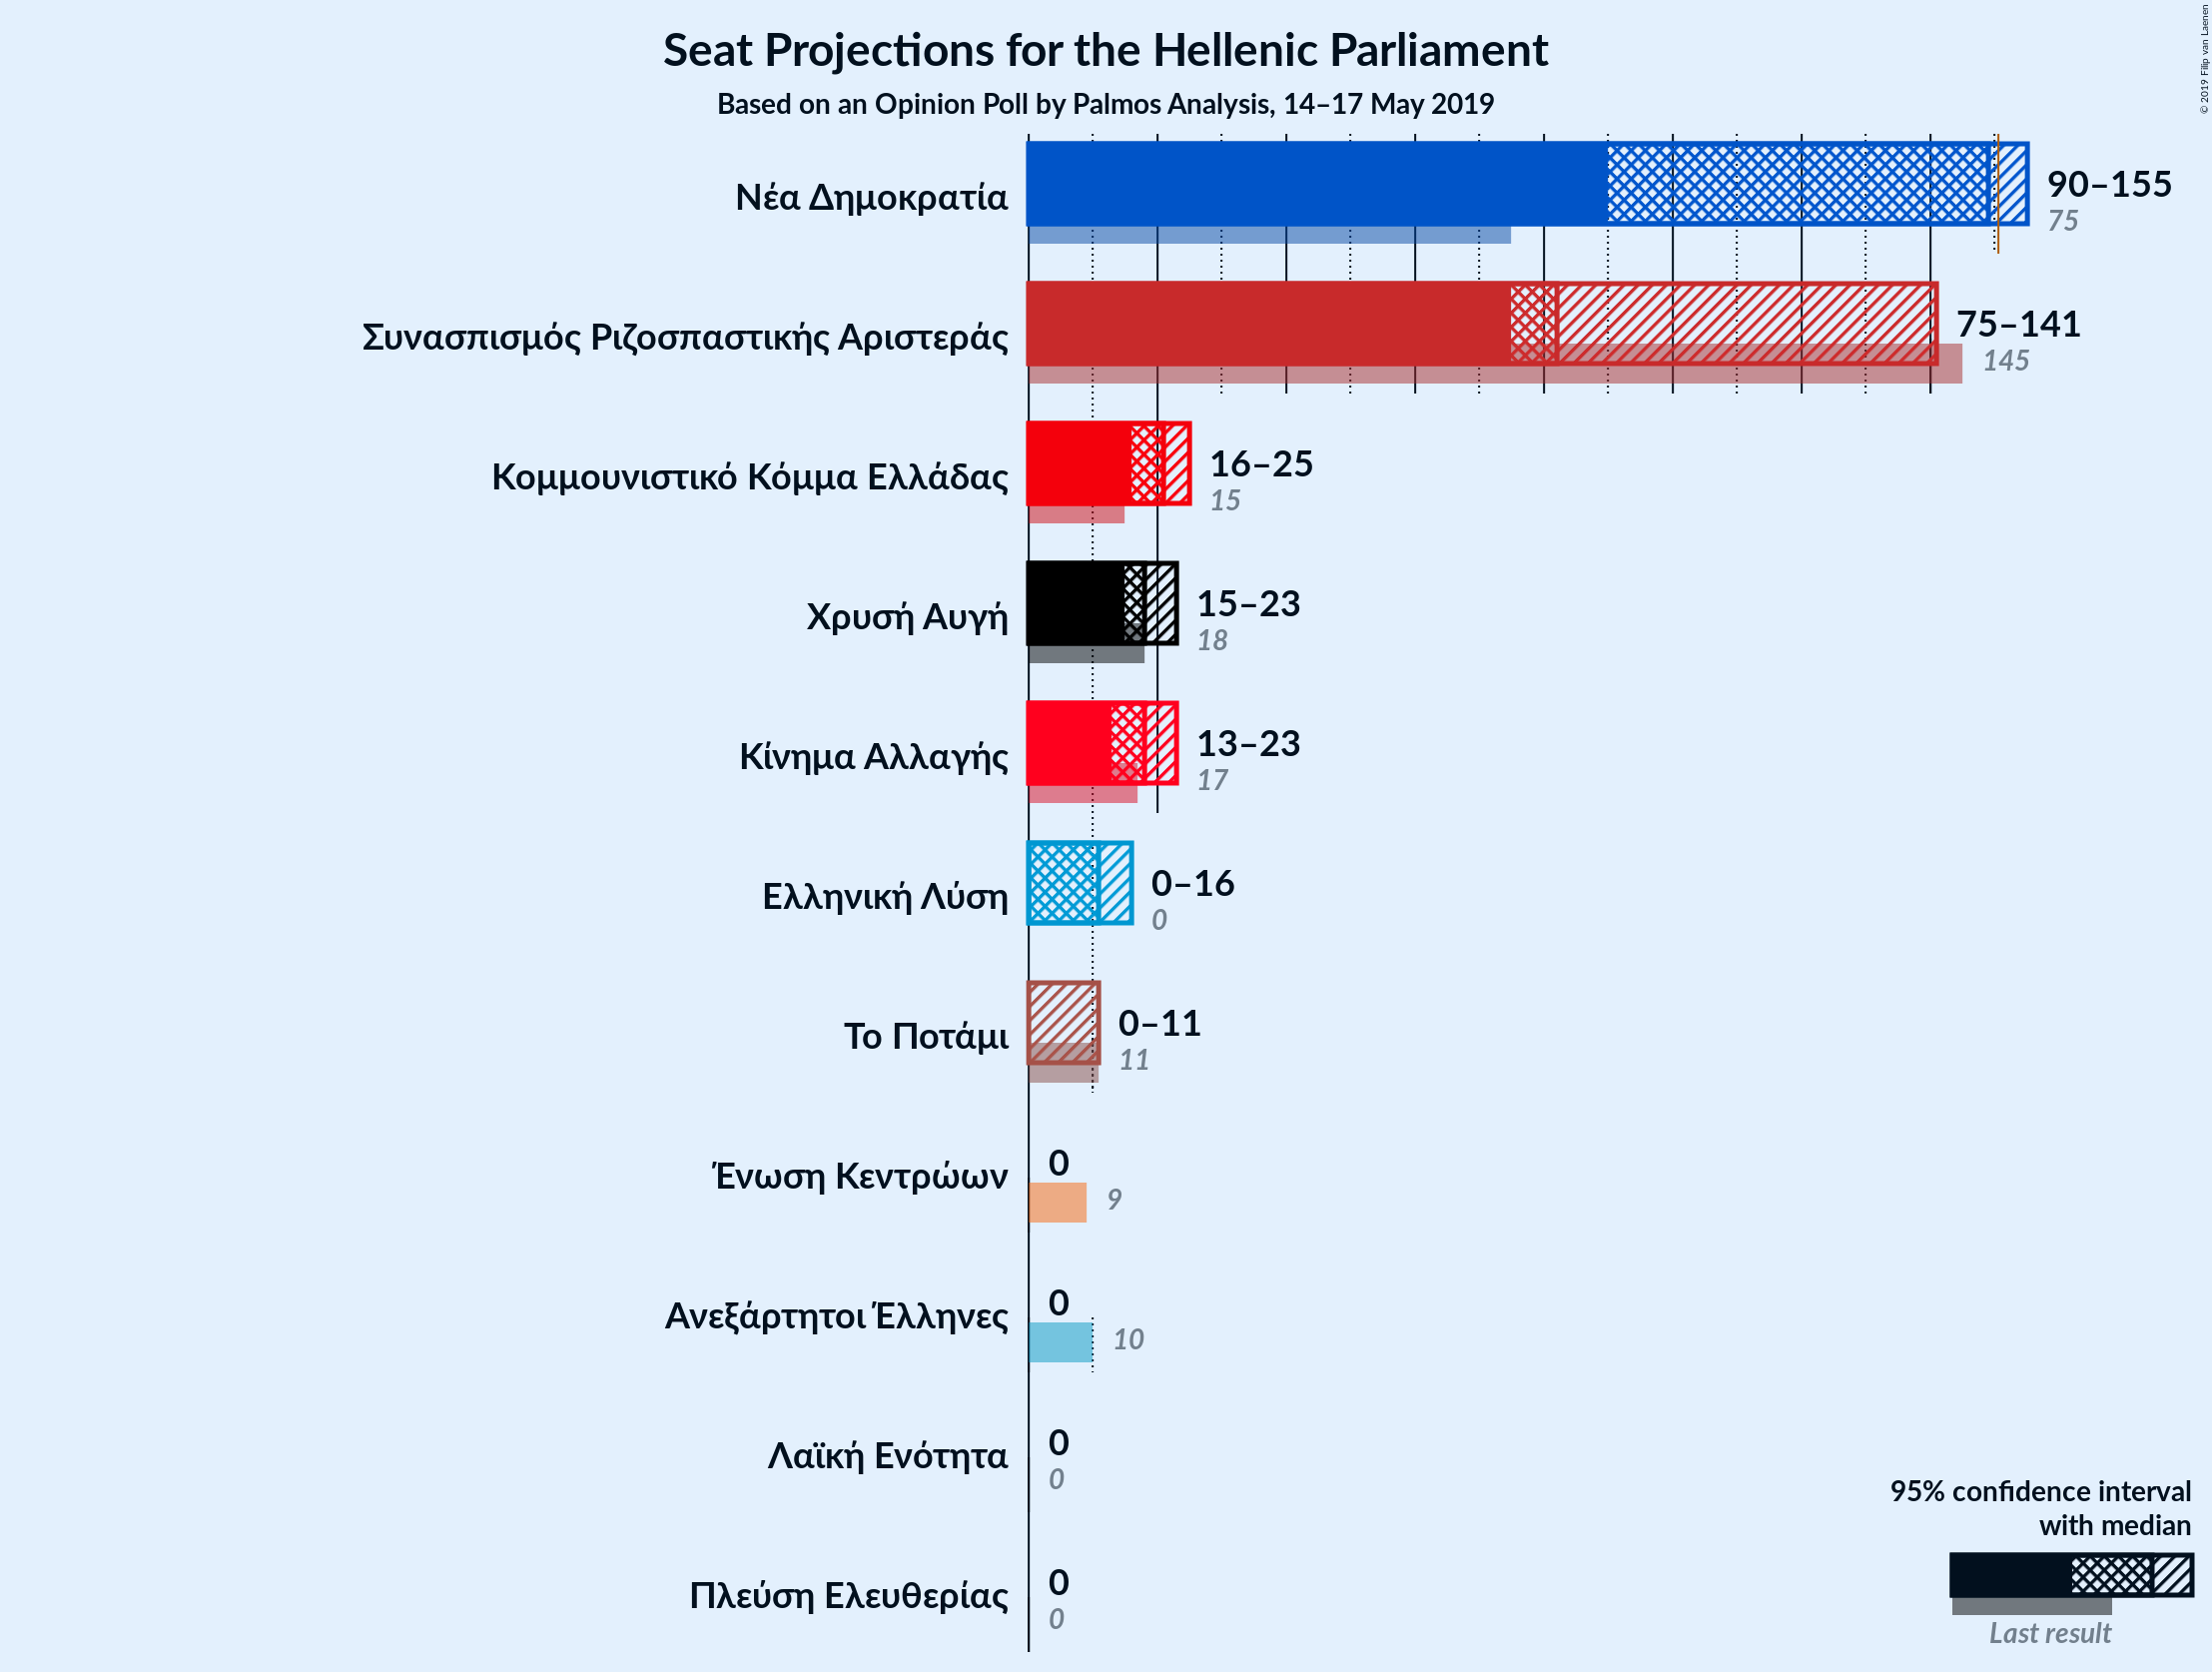 Seat Projections for the Hellenic Parliament
Based on an Opinion Poll by Palmos Analysis, 14–17 May 2019
© 2019 Filip van Laenen
Νέα Δημοκρατία
90–155
75
Συνασπισμός Ριζοσπαστικής Αριστεράς
75–141
145
Κομμουνιστικό Κόμμα Ελλάδας
16–25
15
Χρυσή Αυγή
15–23
18
Κίνημα Αλλαγής
13–23
17
Ελληνική Λύση
0–16
0
Το Ποτάμι
0–11
11
Ένωση Κεντρώων
0
9
Ανεξάρτητοι Έλληνες
0
10
Λαϊκή Ενότητα
0
0
Πλεύση Ελευθερίας
0
0
95% confidence interval
with median
Last result